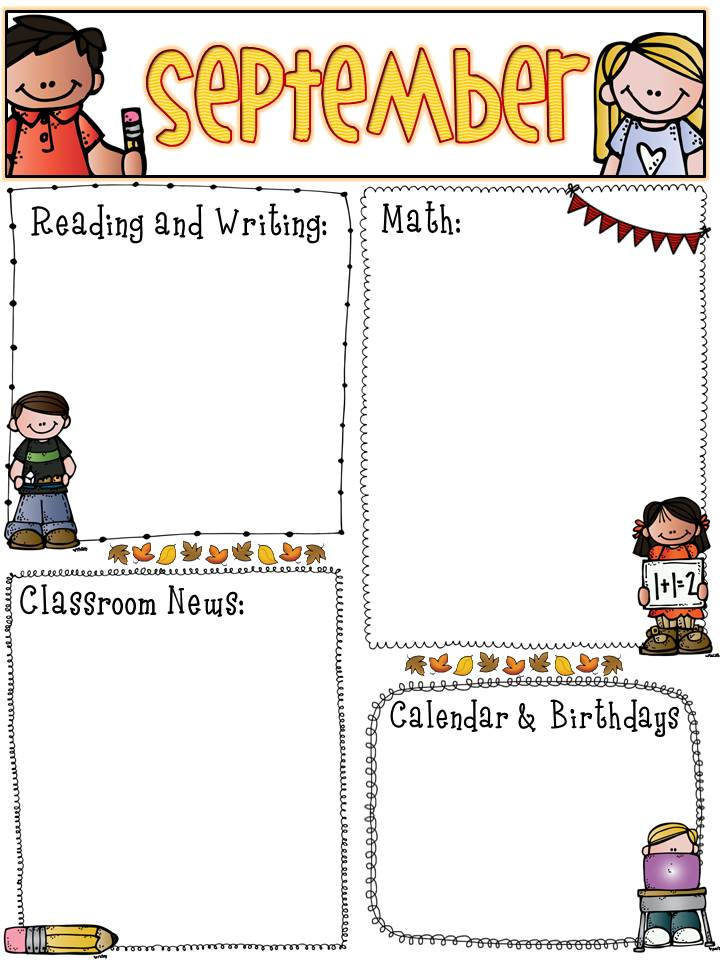 September
Reading and Writing:
Math:
1+1=2
Classroom News:
Calendar & Birthdays